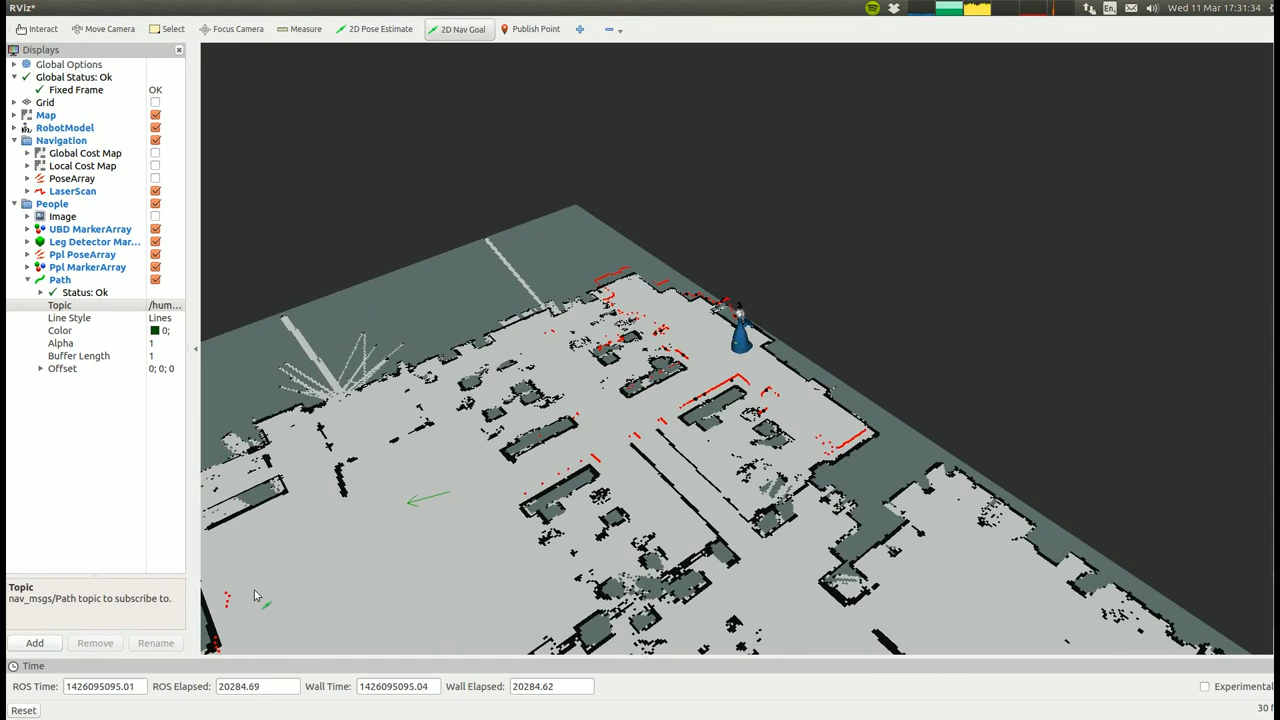 RViz*
En
Wed 11 Mar 17:31:34
Interact
Move Camera
Select
Focus Camera
Measure
2D Pose Estimate
2D Nav Goal
Publish Point
Displays
Global Options
Global Status: Ok
Fixed Frame OK
Grid
Map
RobotModel
Navigation
Global Cost Map
Local Cost Map
PoseArray
LaserScan
People
Image
UBD MarkerArray
Leg Detector Mar...
Ppl PoseArray
Ppl MarkerArray
Path
Status: Ok
Topic /hum...
Line Style Lines
Color 0;
Alpha 1
Buffer Length 1
Offset 0; 0; 0
Topic
nav_msgs/Path topic to subscribe to.
Add Remove Rename
Time
ROS Time: 1426095095.01 ROS Elapsed: 20284.69 Wall Time: 1426095095.04 Wall Elapsed: 20284.62 Experimental
Reset 30 f